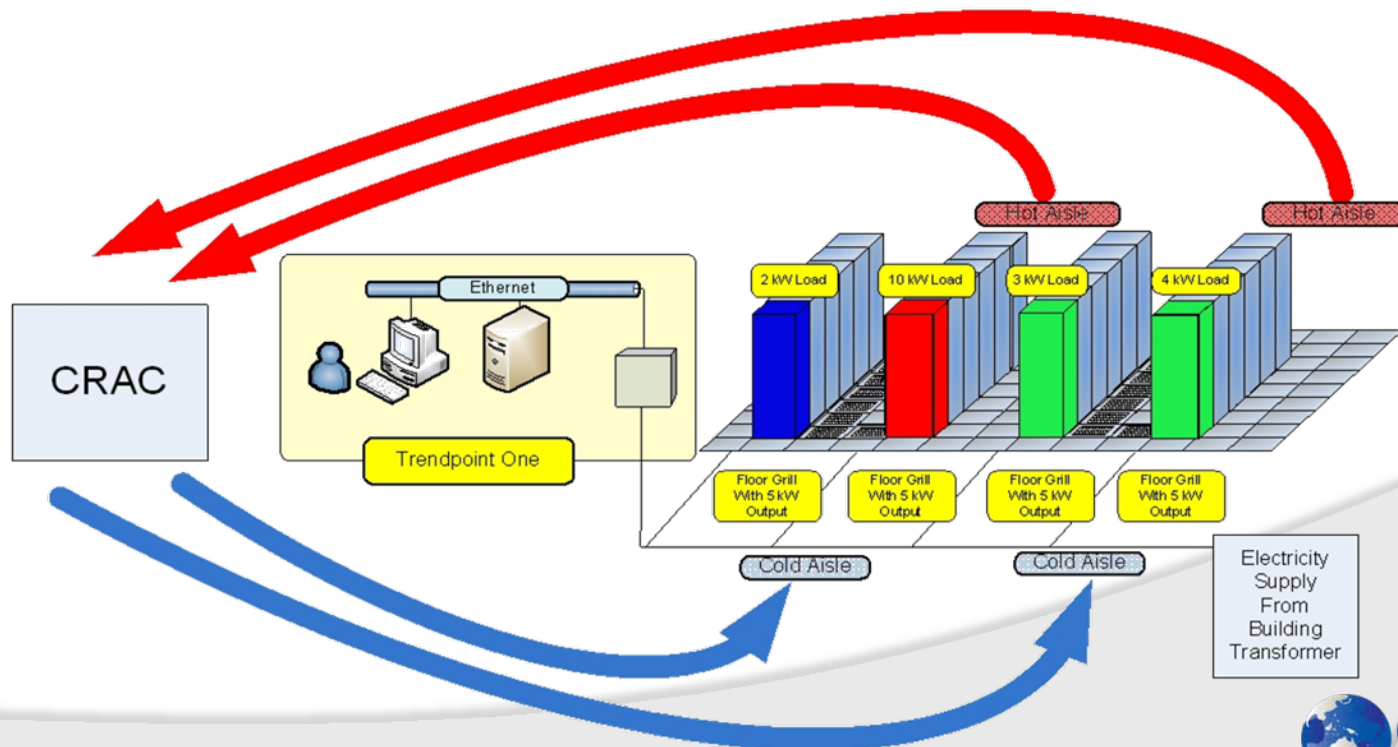 Hot Aisle
Hot Aisle
2 kW Load
10 kW Load
3 kW Load
4 kW Load
Ethernet
CRAC
Trendpoint One
Floor Grill
With 5 kW
Output
Floor Grill
With 5 kW
Output
Floor Grill
With 5 kW
Output
Floor Grill
With 5 kW
Output
Cold Aisle
Cold Aisle
Electricity
Supply
From
Building
Transformer